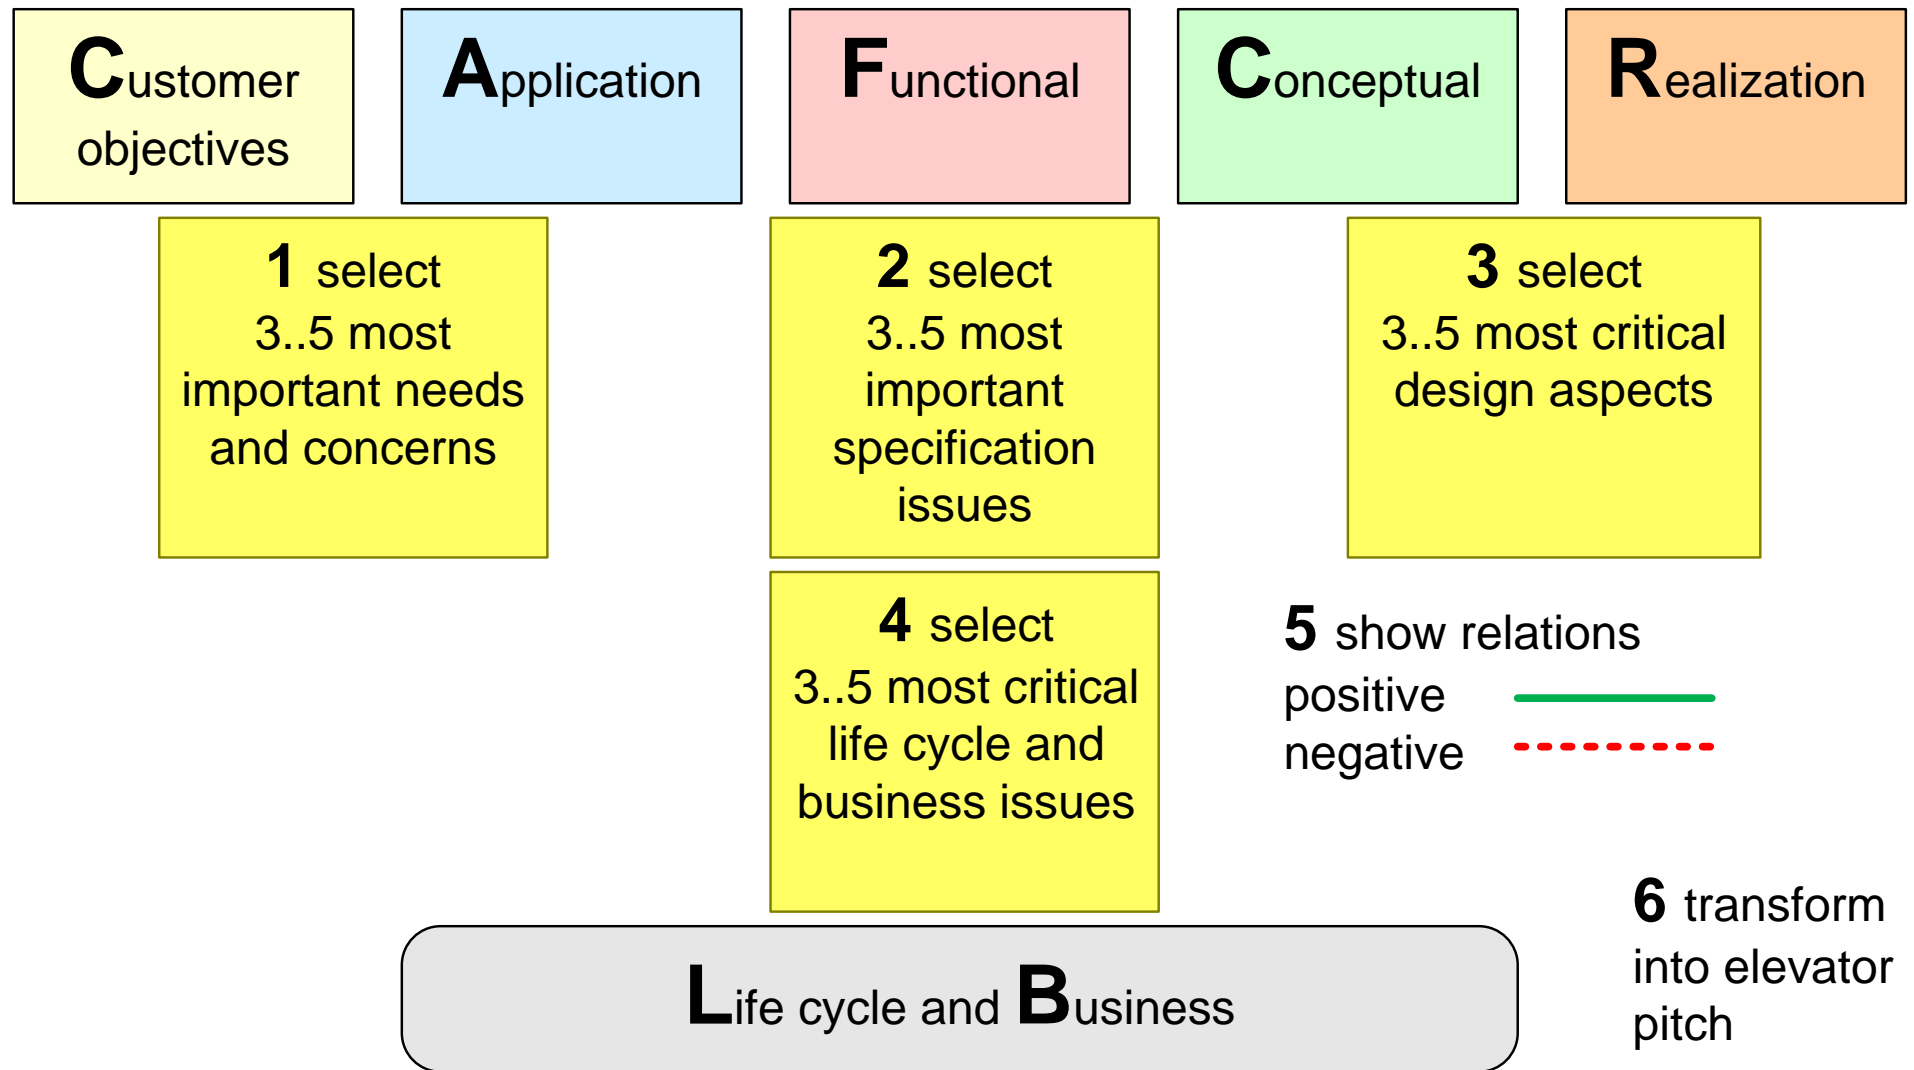 Customer
objectives
Application
Functional
Conceptual
Realization
1 select
3..5 most
important needs
and concerns
2 select
3..5 most
important
specification
issues
3 select
3..5 most critical
design aspects
4 select
3..5 most critical
life cycle and
business issues
5 show relations
positive
negative
6 transform
into elevator
pitch
Life cycle and Business